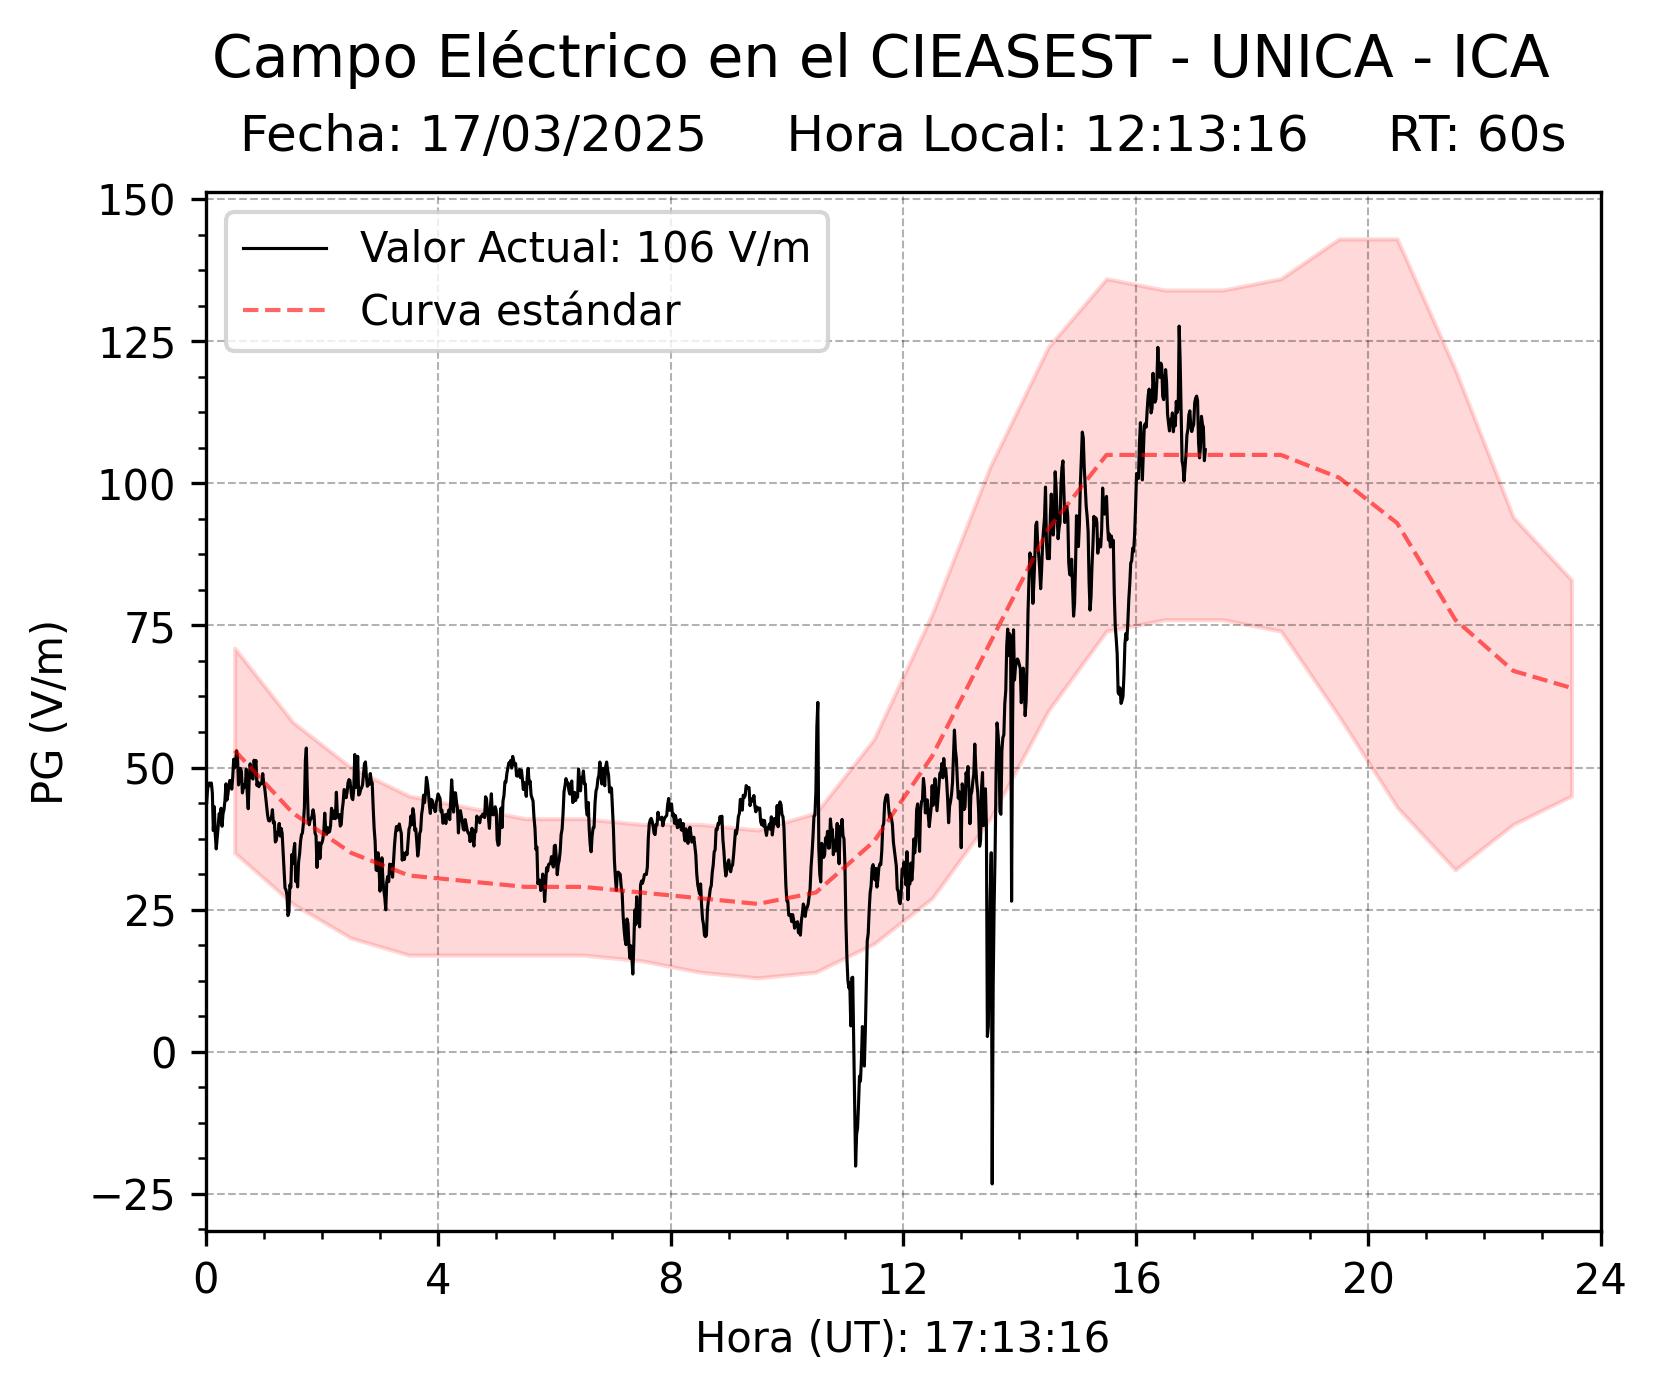 Campo Eléctrico en el CIEASEST - UNICA - ICA
Fecha: 17/03/2025 Hora Local: 12:13:16 RT: 60s
Valor Actual: 106 V/m
Curva estándar
PG (V/m)
150
125
100
75
50
25
0
−25
0 4 8 12 16 20 24
Hora (UT): 17:13:16